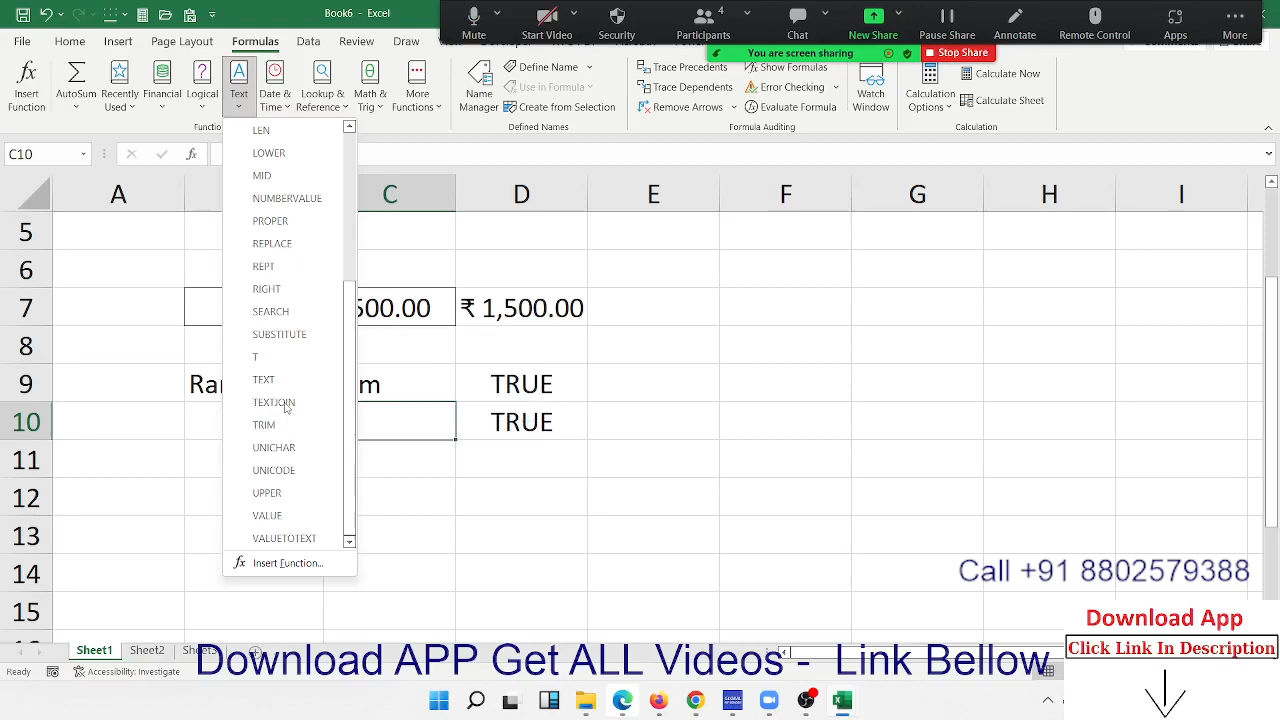 Book6 - Excel
Mute
Start Video
Security
4
Participants
Chat
New Share
Pause Share
Annotate
Remote Control
Apps
More
You are screen sharing
Stop Share
File
Home
Insert
Page Layout
Formulas
Data
Review
Draw
fx
Insert
Function
AutoSum
Recently
Used
Financial
Logical
Text
Date &
Time
Lookup &
Reference
Math &
Trig
More
Functions
Name
Manager
Define Name
Use in Formula
Create from Selection
Defined Names
Trace Precedents
Trace Dependents
Remove Arrows
Show Formulas
Error Checking
Evaluate Formula
Formula Auditing
Watch
Window
Calculation
Options
Calculate Now
Calculate Sheet
Calculation
C10
fx
A C D E F G H I
5
6
7 500.00 ₹ 1,500.00
8
9 Ra m TRUE
10 TRUE
11
12
13
14
15
LEN
LOWER
MID
NUMBERVALUE
PROPER
REPLACE
REPT
RIGHT
SEARCH
SUBSTITUTE
T
TEXT
TEXTJOIN
TRIM
UNICHAR
UNICODE
UPPER
VALUE
VALUETOTEXT
fx Insert Function...
Call +91 8802579388
Download App
Click Link In Description
Sheet1 Sheet2
Download APP Get ALL Videos - Link Bellow
Ready
Accessibility: Investigate